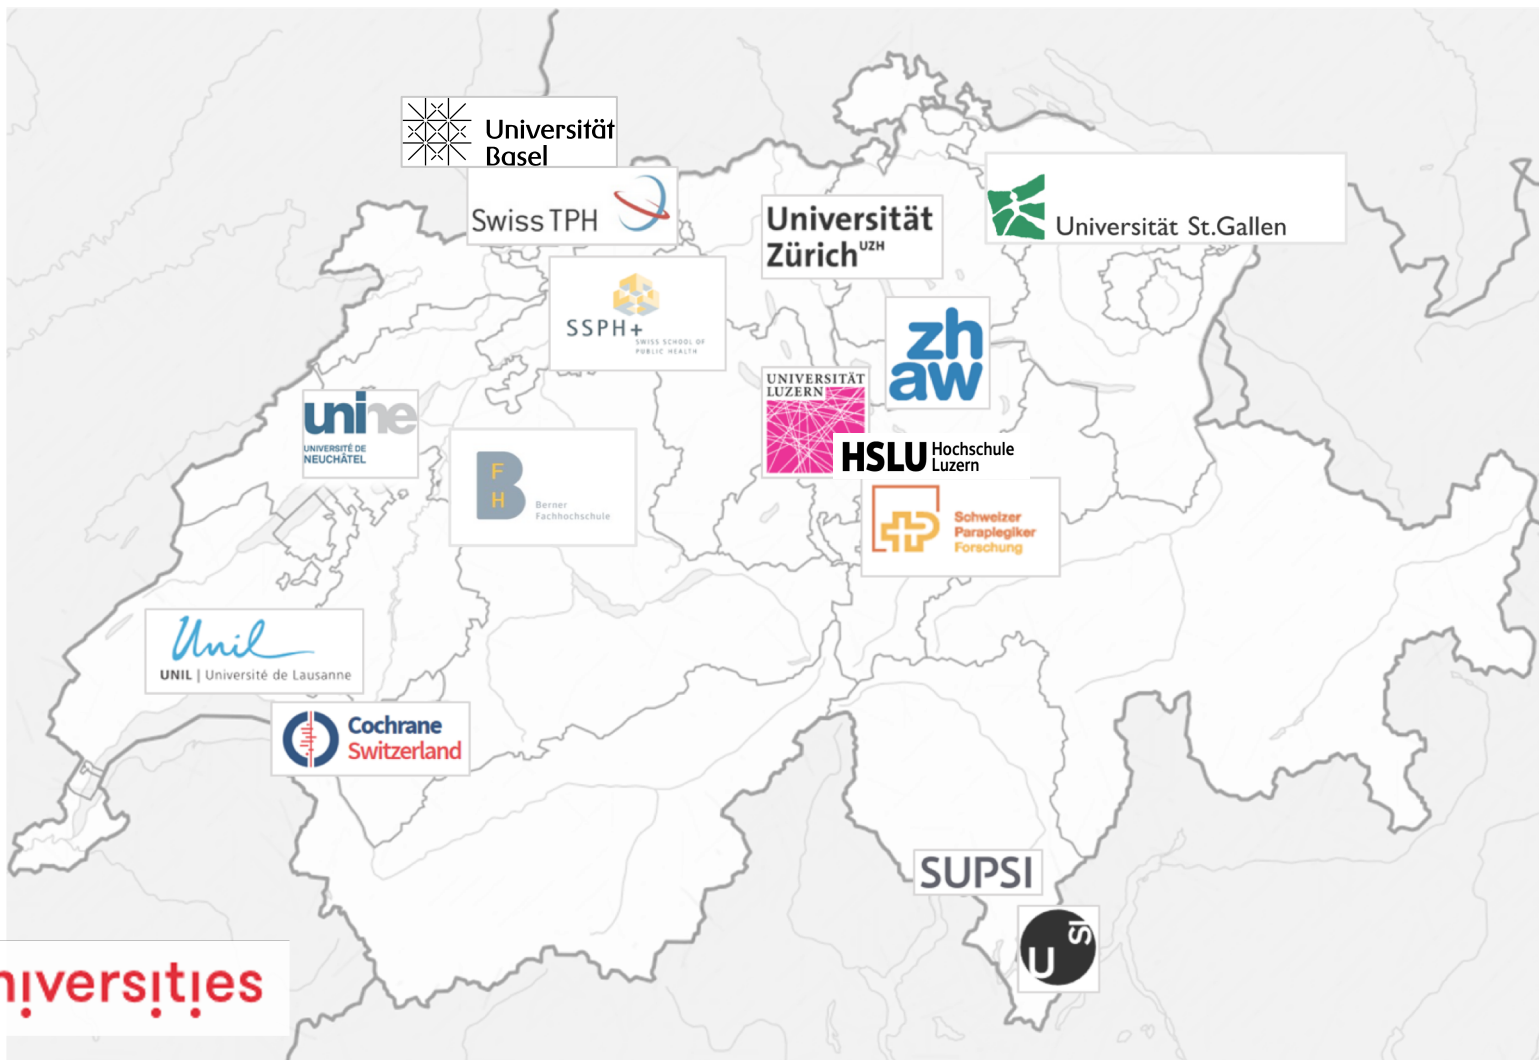 Universität
Basel
Swiss TPH
Universität
Zürich UZH
Universität St.Gallen
SSPH+
SWISS SCHOOL OF
PUBLIC HEALTH
zh
aw
UNIVERSITÄT
LUZERN
HSLU Hochschule
Luzern
unine
UNIVERSITÉ DE
NEUCHÂTEL
B
F
H
Berner
Fachhochschule
Schweizer
Paraplegiker
Forschung
Unil
UNIL | Université de Lausanne
Cochrane
Switzerland
SUPSI
U
SI
niversities